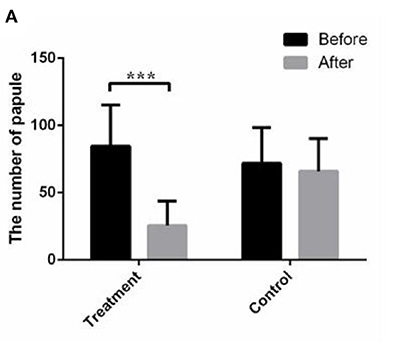 A
Before
After
150
100
50
0
The number of papule
***
Treatment
Control